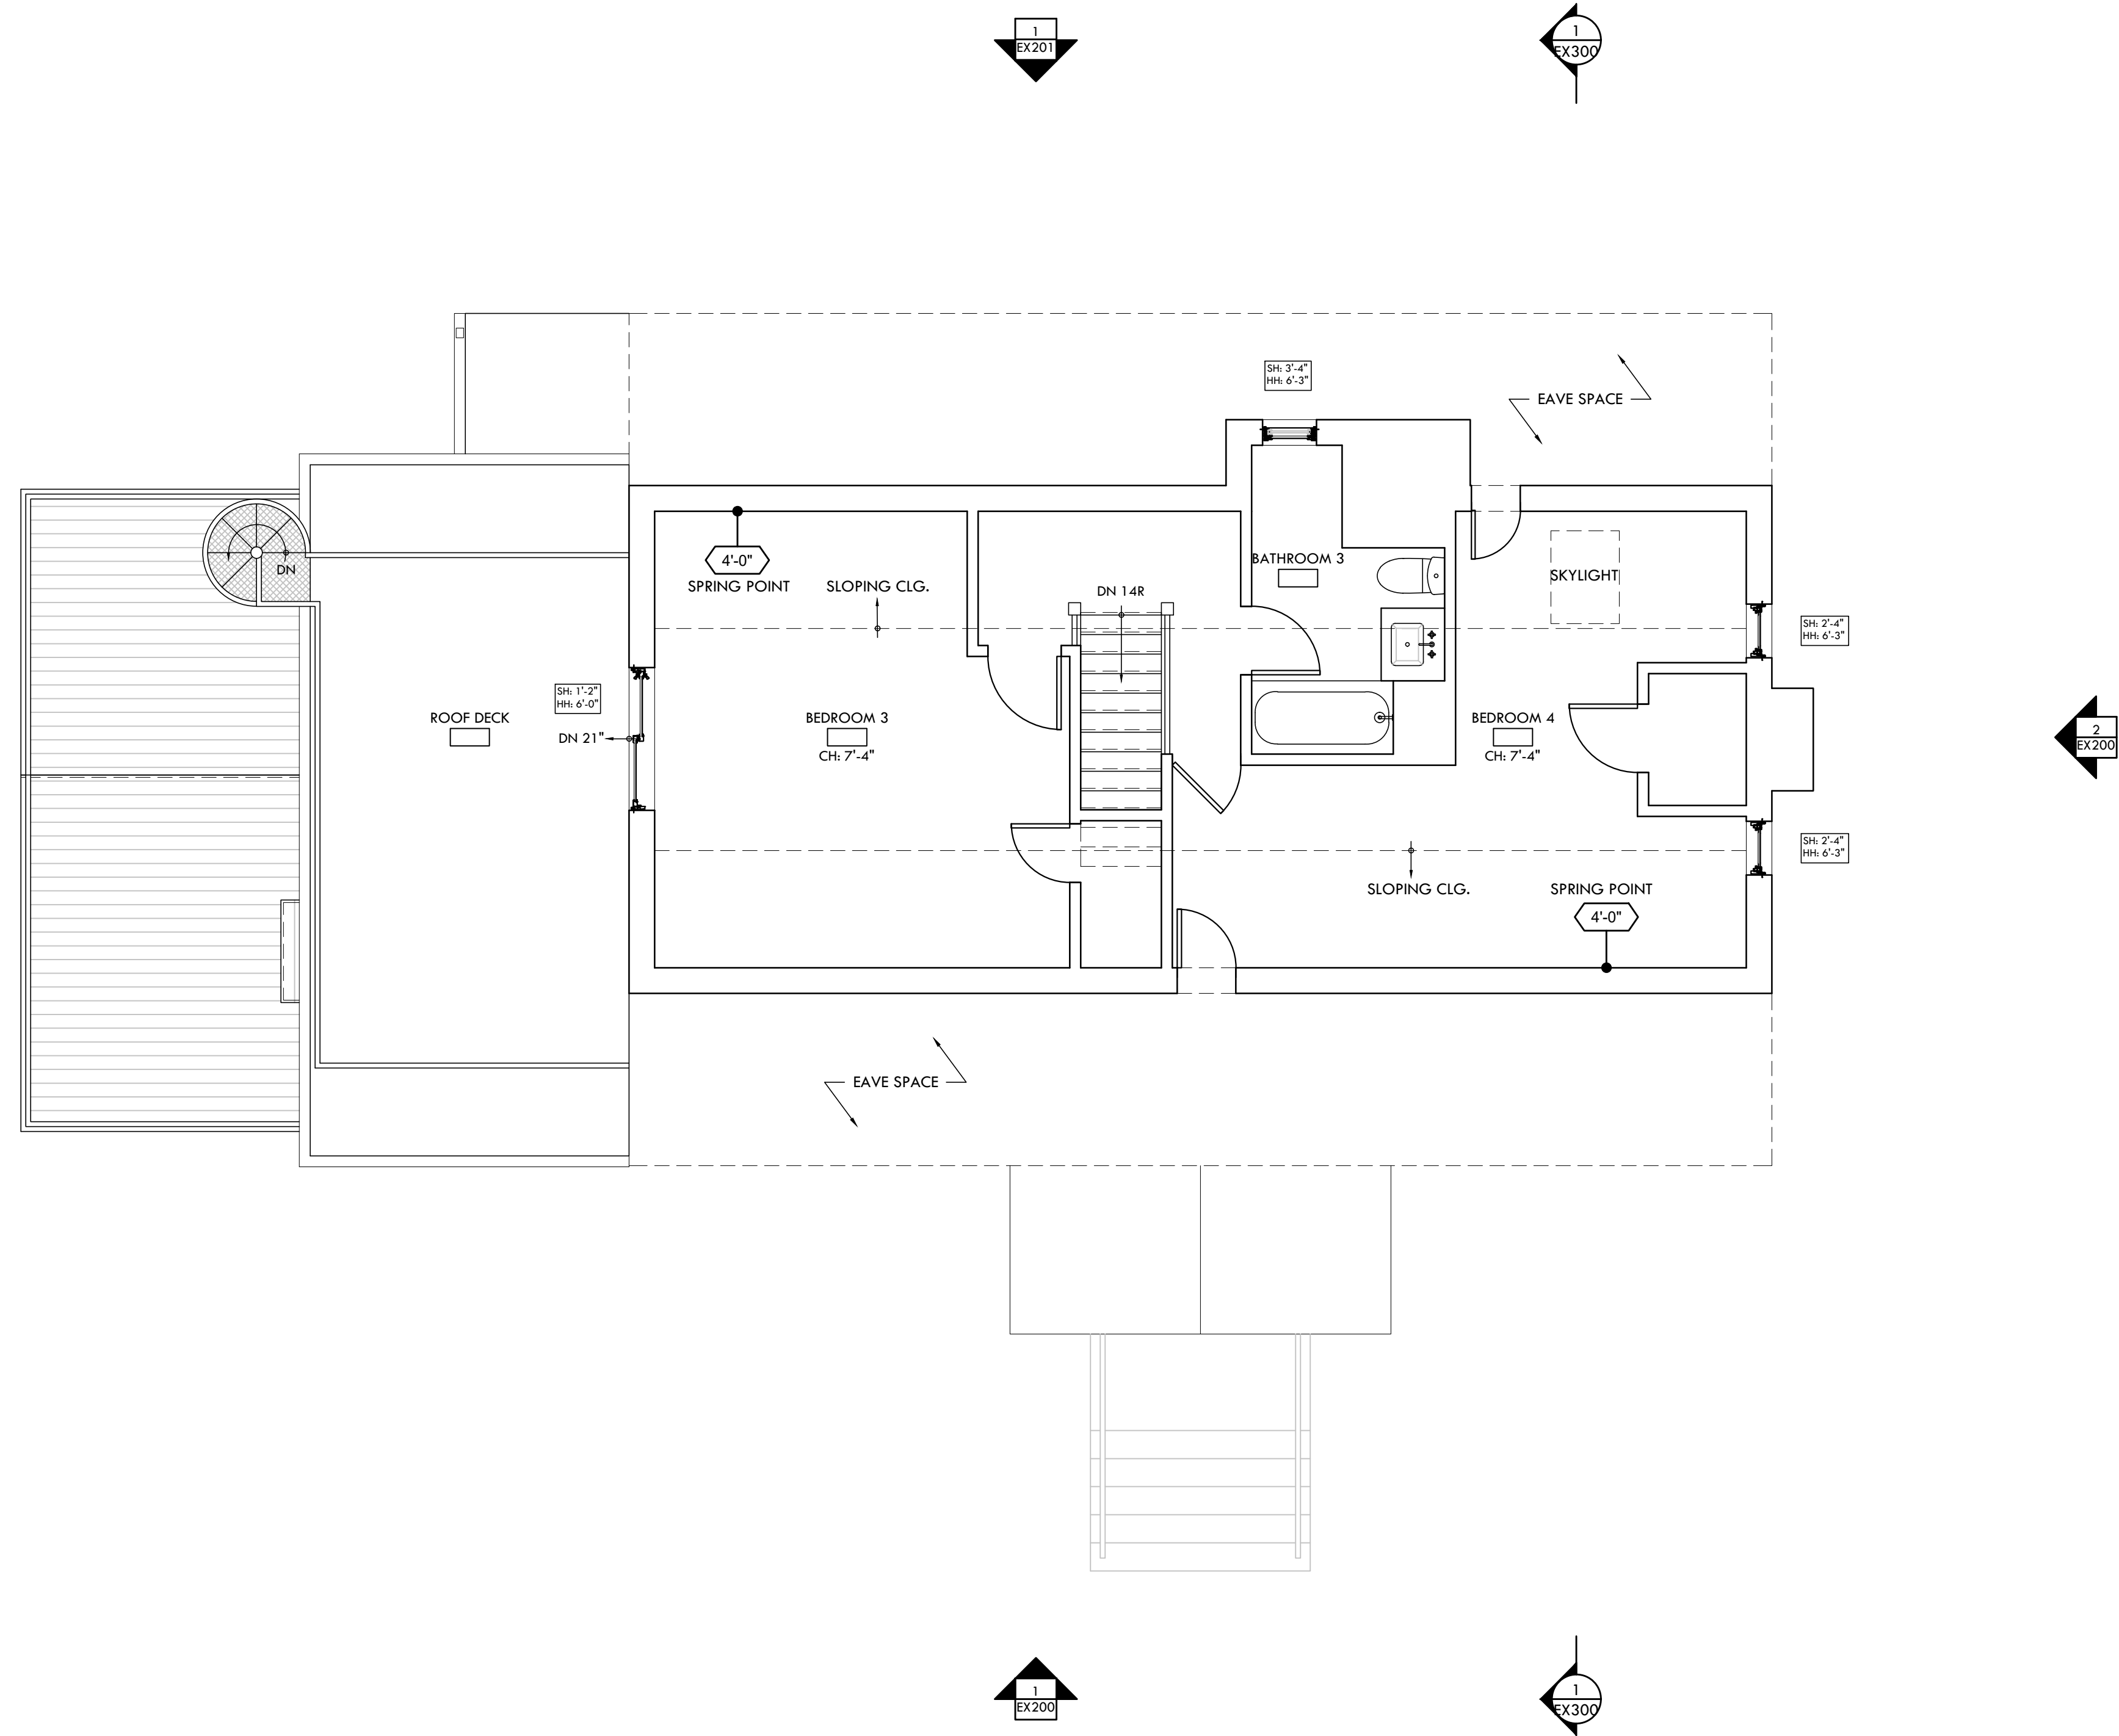 1
EX201
1
EX300
SH: 3'-4"
HH: 6'-3"
EAVE SPACE
4'-0"
SPRING POINT
SLOPING CLG.
DN 14R
BATHROOM 3
SKYLIGHT
DN
SH: 2'-4"
HH: 6'-3"
SH: 1'-2"
HH: 6'-0"
ROOF DECK
DN 21"
BEDROOM 3
CH: 7'-4"
BEDROOM 4
CH: 7'-4"
2
EX200
SH: 2'-4"
HH: 6'-3"
SLOPING CLG.
SPRING POINT
4'-0"
EAVE SPACE
1
EX200
1
EX300